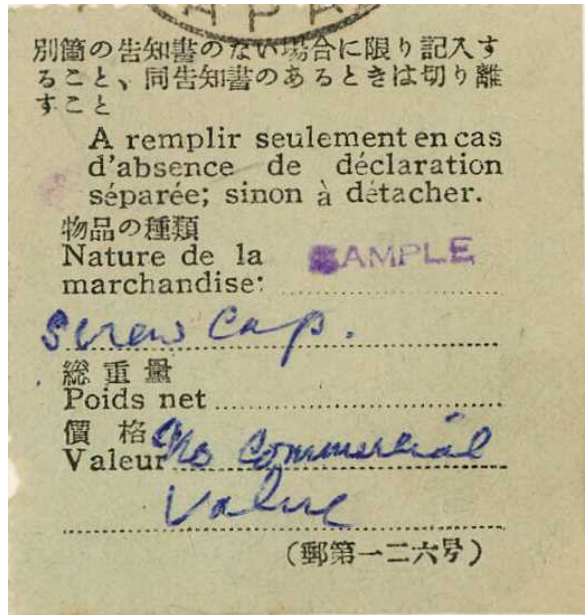 JAPAN
別箇の告知書のない場合に限り記入す
ること、同告知書のあるときは切り離
すこと
A remplir seulement en cas
d'absence de déclaration
séparée; sinon à détacher.
物品の種類
Nature de la SAMPLE
marchandise:
Screw Cap.
総重量
Poids net
價格
Valeur No Commercial
Value
(郵第一二六号)